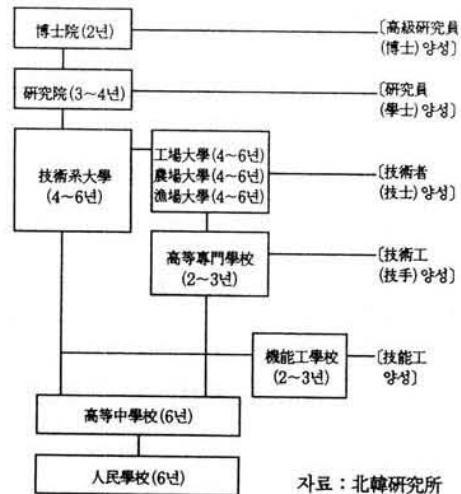 博士院(2년)
〔高級研究員
(博士) 양성〕
研究院(3~4년)
〔研究員
(學士) 양성〕
技術系大學
(4~6년)
工場大學(4~6년)
農場大學(4~6년)
漁場大學(4~6년)
〔技術者
(技士) 양성〕
高等專門學校
(2~3년)
〔技術工
(技手) 양성〕
機能工學校
(2~3년)
〔技能工
양성〕
高等中學校(6년)
人民學校(6년)
자료 : 北韓研究所